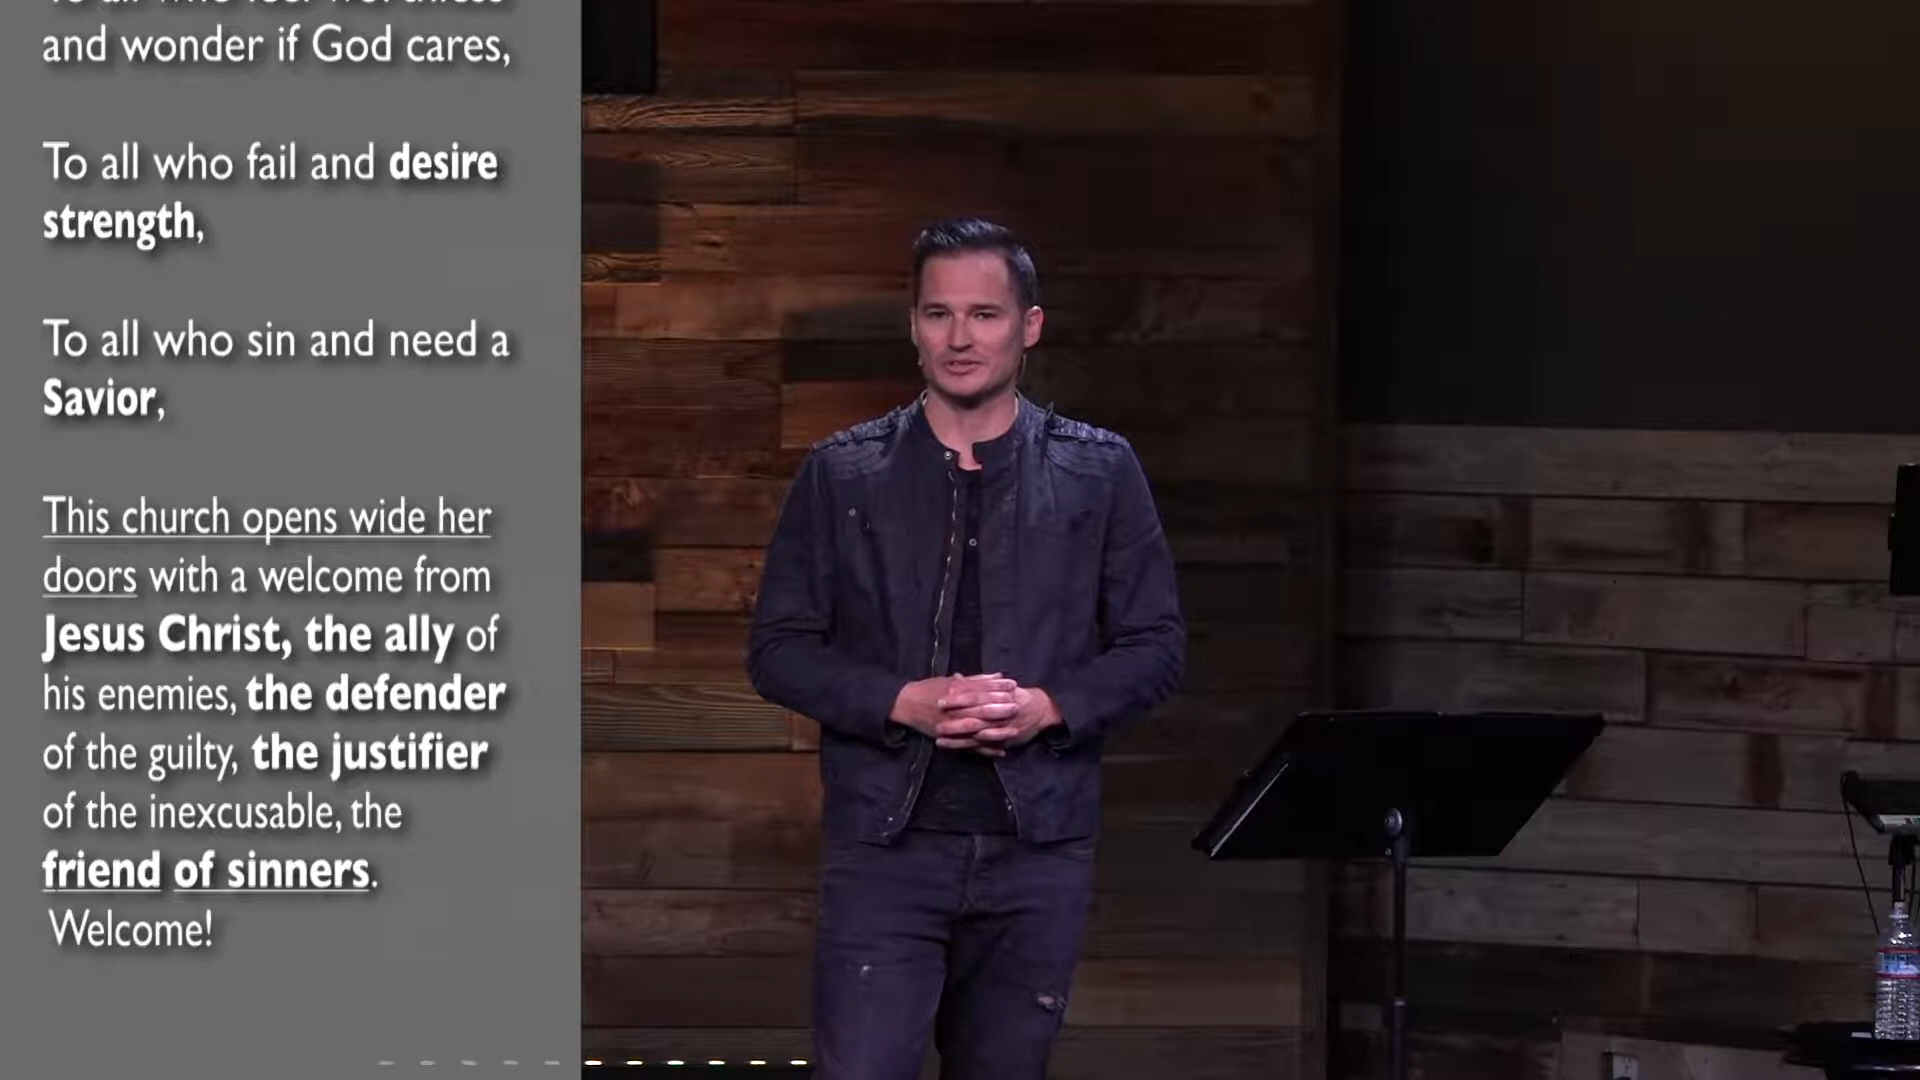 and wonder if God cares,
To all who fail and desire
strength,
To all who sin and need a
Savior,
This church opens wide her
doors with a welcome from
Jesus Christ, the ally of
his enemies, the defender
of the guilty, the justifier
of the inexcusable, the
friend of sinners.
Welcome!